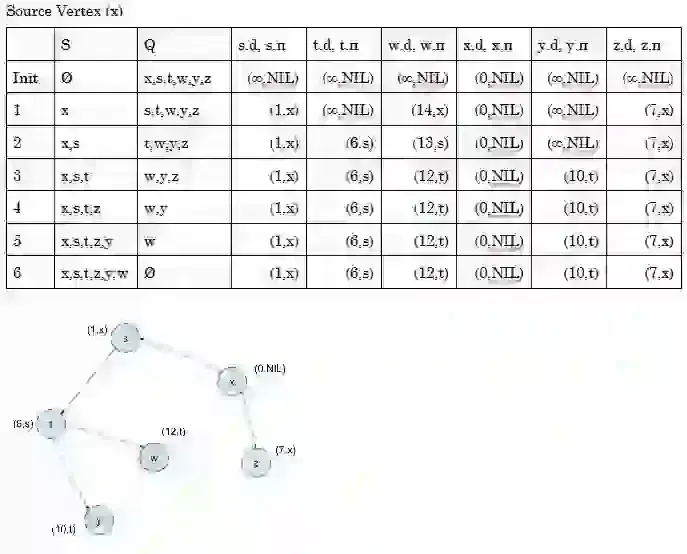 Source Vertex (x)
S Q s.d, s.π t.d, t.π w.d, w.π x.d, x.π y.d, y.π z.d, z.π
Init Ø x,s,t,w,y,z (∞,NIL) (∞,NIL) (∞,NIL) (0,NIL) (∞,NIL) (∞,NIL)
1 x s,t,w,y,z (1,x) (∞,NIL) (14,x) (0,NIL) (∞,NIL) (7,x)
2 x,s t,w,y,z (1,x) (6,s) (13,s) (0,NIL) (∞,NIL) (7,x)
3 x,s,t w,y,z (1,x) (6,s) (12,t) (0,NIL) (10,t) (7,x)
4 x,s,t,z w,y (1,x) (6,s) (12,t) (0,NIL) (10,t) (7,x)
5 x,s,t,z,y w (1,x) (6,s) (12,t) (0,NIL) (10,t) (7,x)
6 x,s,t,z,y,w Ø (1,x) (6,s) (12,t) (0,NIL) (10,t) (7,x)
(1,x) s
x (0,NIL)
(6,s) t
(12,t)
w
z (7,x)
(10,t) y